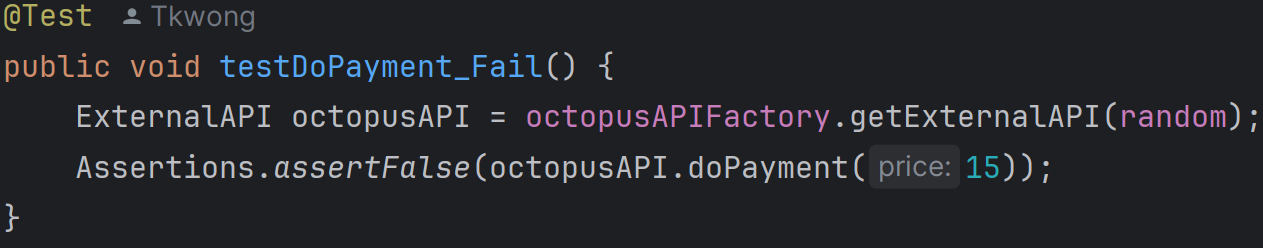 @Test Tkwong
public void testDoPayment_Fail() {
    ExternalAPI octopusAPI = octopusAPIFactory.getExternalAPI(random);
    Assertions.assertFalse(octopusAPI.doPayment( price: 15));
}